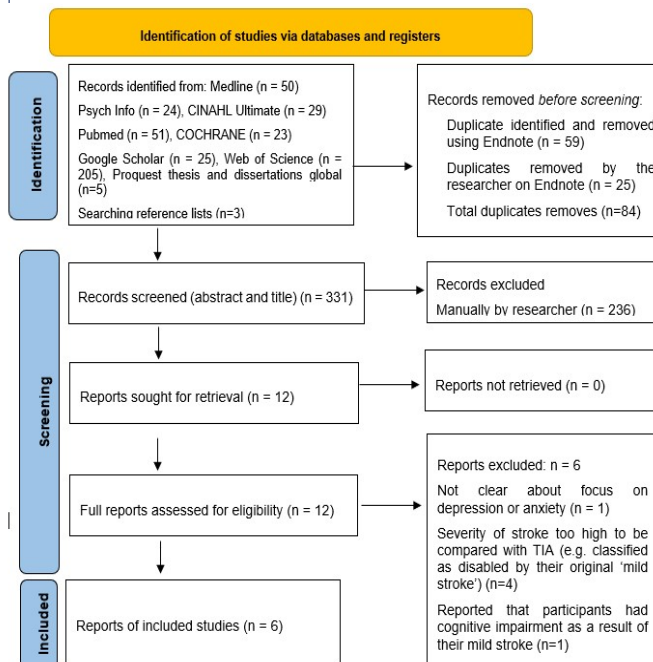 Identification of studies via databases and registers
Identification
Records identified from: Medline (n = 50)
Psych Info (n = 24), CINAHL Ultimate (n = 29)
Pubmed (n = 51), COCHRANE (n = 23)
Google Scholar (n = 25), Web of Science (n =
205), Proquest thesis and dissertations global
(n=5)
Searching reference lists (n=3)
Records removed before screening:
Duplicate identified and removed
using Endnote (n = 59)
Duplicates removed by the
researcher on Endnote (n = 25)
Total duplicates removes (n=84)
Screening
Records screened (abstract and title) (n = 331)
Records excluded
Manually by researcher (n = 236)
Reports sought for retrieval (n = 12)
Reports not retrieved (n = 0)
Full reports assessed for eligibility (n = 12)
Reports excluded: n = 6
Not clear about focus on
depression or anxiety (n = 1)
Severity of stroke too high to be
compared with TIA (e.g. classified
as disabled by their original ‘mild
stroke’) (n=4)
Reported that participants had
cognitive impairment as a result of
their mild stroke (n=1)
Included
Reports of included studies (n = 6)